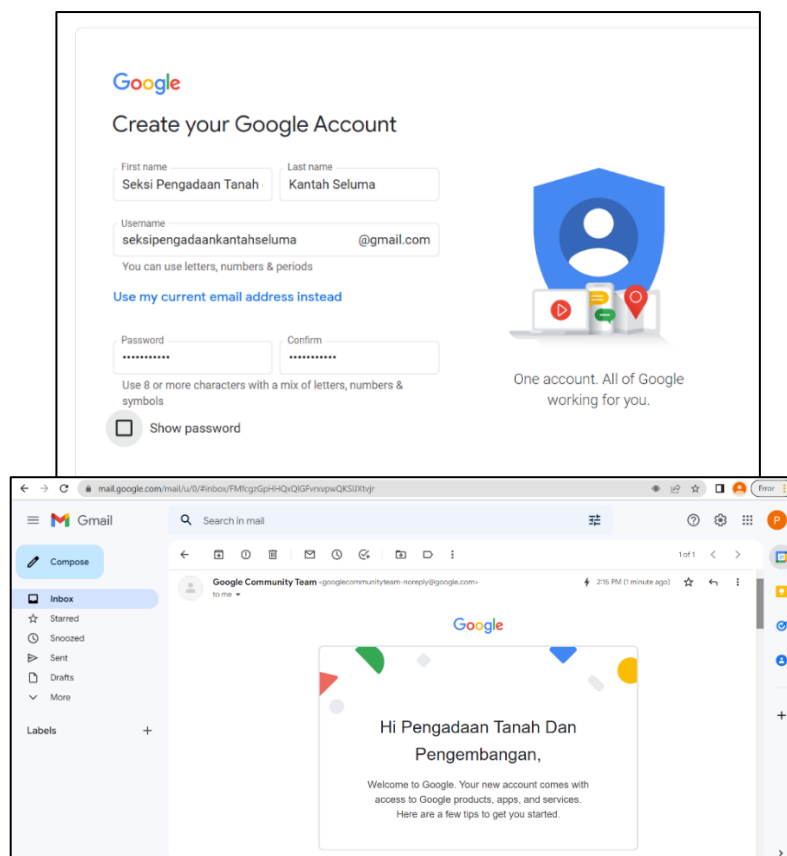 Google
Create your Google Account
First name
Last name
Seksi Pengadaan Tanah
Kantah Seluma
Username
seksipengadaankantahseluma @gmail.com
You can use letters, numbers & periods
Use my current email address instead
Password
Confirm
Use 8 or more characters with a mix of letters, numbers &
symbols
Show password
One account. All of Google
working for you.
mail.google.com/mail/u/0/#inbox/
Error
Gmail
Search in mail
P
Compose
1 of 1
Inbox
Starred
Snoozed
Sent
Drafts
More
Labels
Google Community Team <googlecommunityteam-noreply@google.com>
2:15 PM (1 minute ago)
to me
Google
Hi Pengadaan Tanah Dan
Pengembangan,
Welcome to Google. Your new account comes with
access to Google products, apps, and services.
Here are a few tips to get you started.